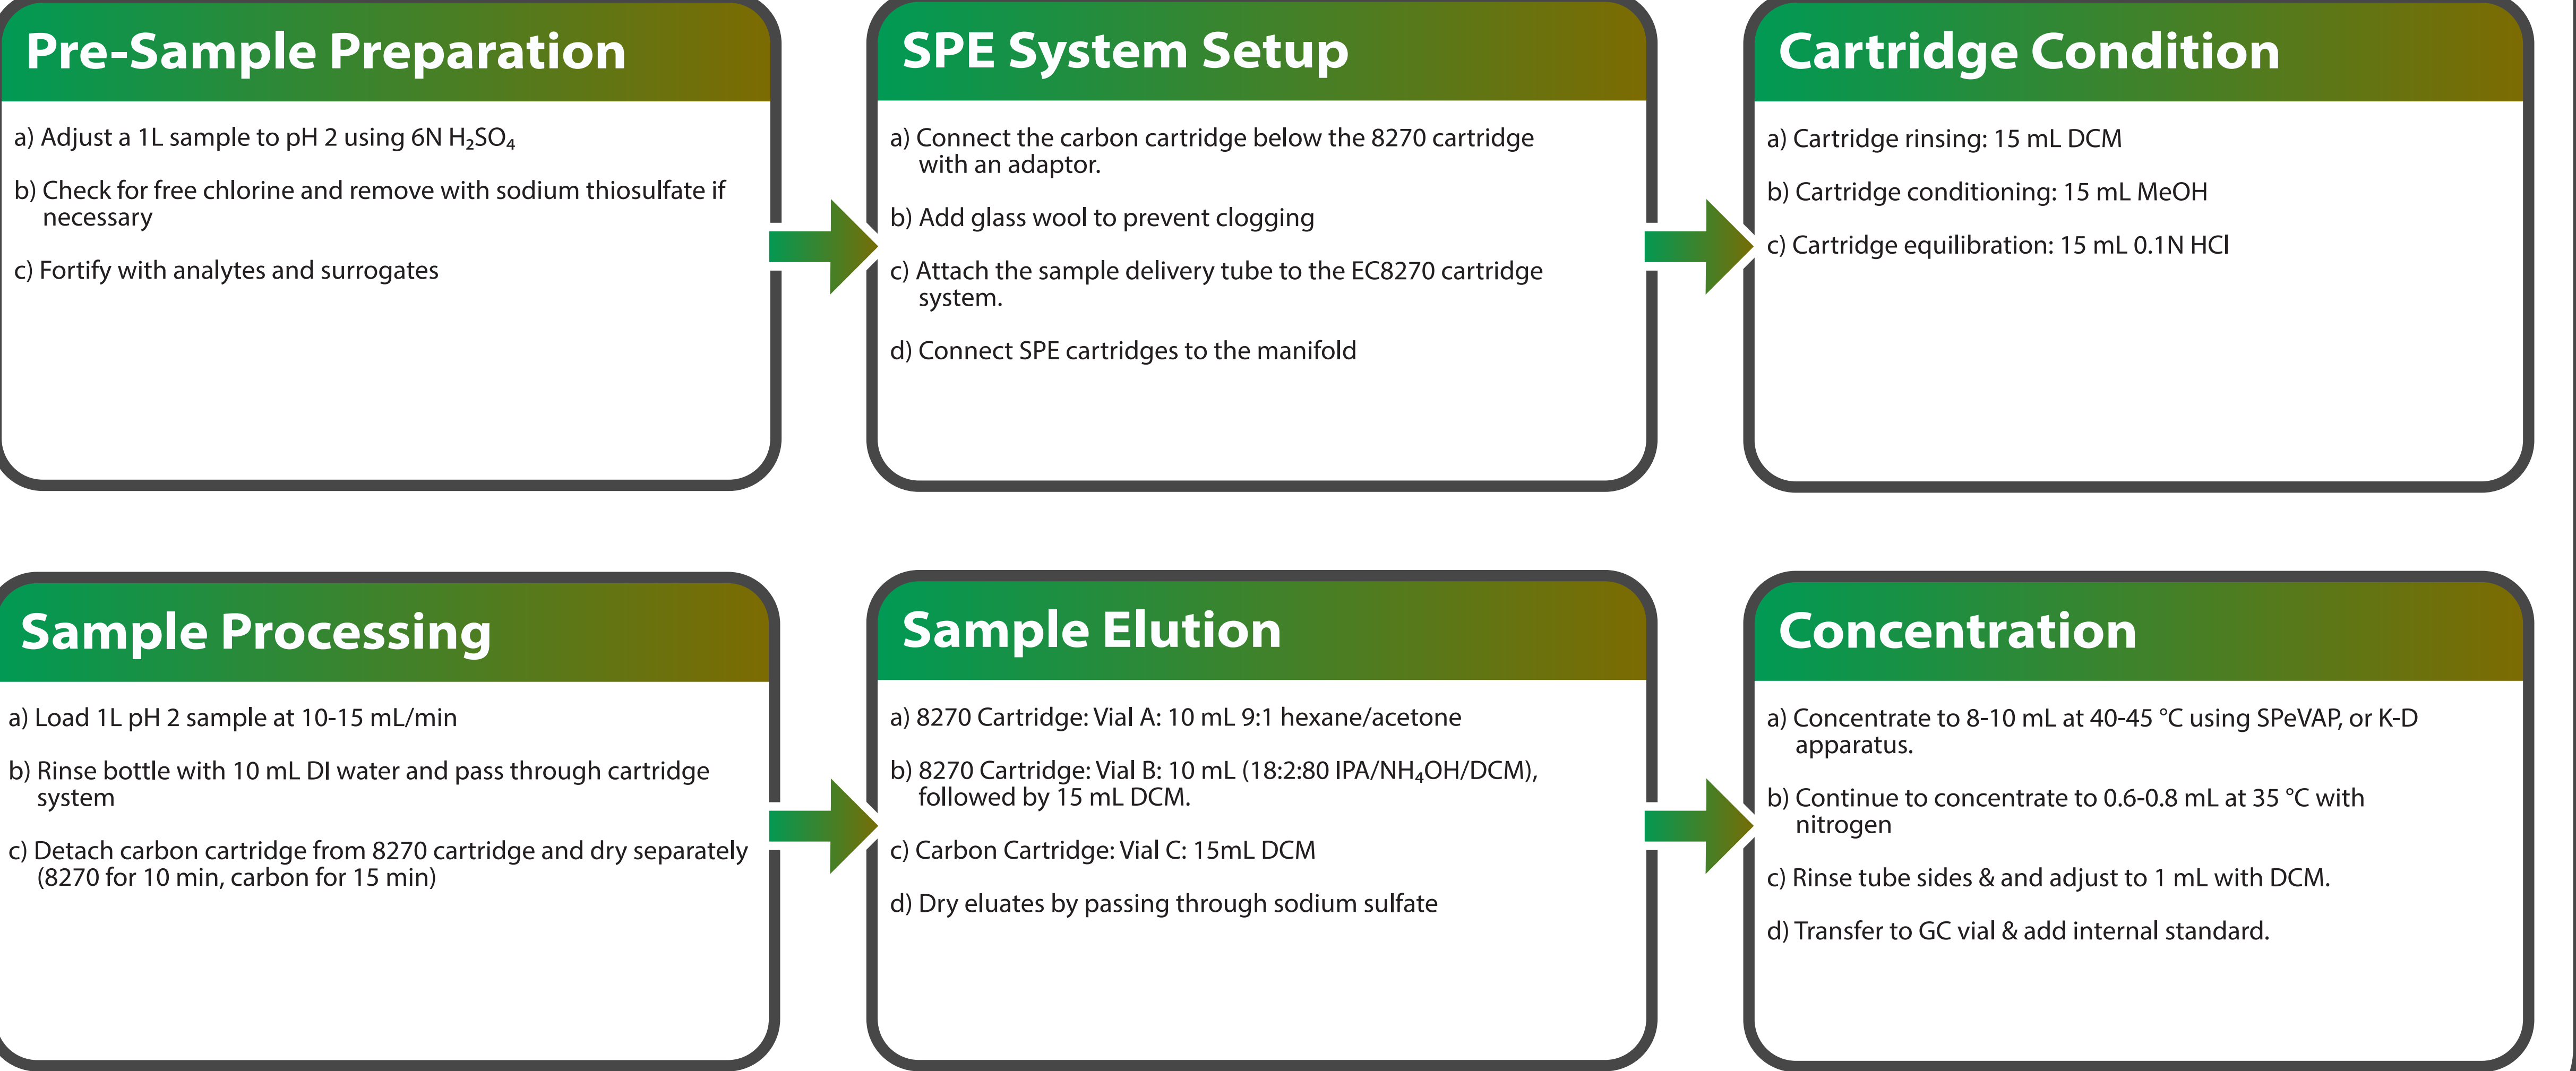 Pre-Sample Preparation
a) Adjust a 1L sample to pH 2 using 6N H₂SO₄
b) Check for free chlorine and remove with sodium thiosulfate if
necessary
c) Fortify with analytes and surrogates
SPE System Setup
a) Connect the carbon cartridge below the 8270 cartridge
with an adaptor.
b) Add glass wool to prevent clogging
c) Attach the sample delivery tube to the EC8270 cartridge
system.
d) Connect SPE cartridges to the manifold
Cartridge Condition
a) Cartridge rinsing: 15 mL DCM
b) Cartridge conditioning: 15 mL MeOH
c) Cartridge equilibration: 15 mL 0.1N HCl
Sample Processing
a) Load 1L pH 2 sample at 10-15 mL/min
b) Rinse bottle with 10 mL DI water and pass through cartridge
system
c) Detach carbon cartridge from 8270 cartridge and dry separately
(8270 for 10 min, carbon for 15 min)
Sample Elution
a) 8270 Cartridge: Vial A: 10 mL 9:1 hexane/acetone
b) 8270 Cartridge: Vial B: 10 mL (18:2:80 IPA/NH₄OH/DCM),
followed by 15 mL DCM.
c) Carbon Cartridge: Vial C: 15mL DCM
d) Dry eluates by passing through sodium sulfate
Concentration
a) Concentrate to 8-10 mL at 40-45 °C using SPeVAP, or K-D
apparatus.
b) Continue to concentrate to 0.6-0.8 mL at 35 °C with
nitrogen
c) Rinse tube sides & and adjust to 1 mL with DCM.
d) Transfer to GC vial & add internal standard.